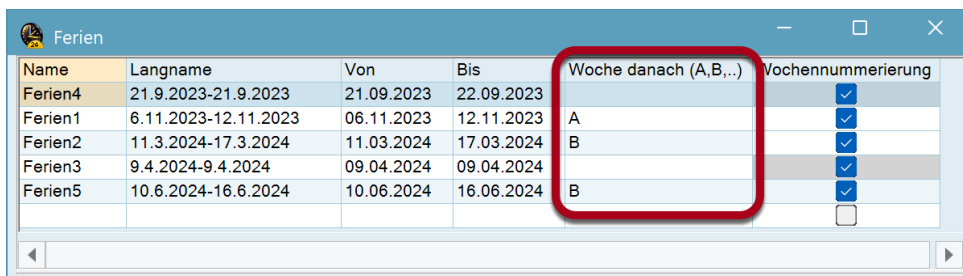 24 Ferien
Name Langname Von Bis Woche danach (A,B,..) Wochennummerierung
Ferien4 21.9.2023-21.9.2023 21.09.2023 22.09.2023
Ferien1 6.11.2023-12.11.2023 06.11.2023 12.11.2023 A
Ferien2 11.3.2024-17.3.2024 11.03.2024 17.03.2024 B
Ferien3 9.4.2024-9.4.2024 09.04.2024 09.04.2024
Ferien5 10.6.2024-16.6.2024 10.06.2024 16.06.2024 B